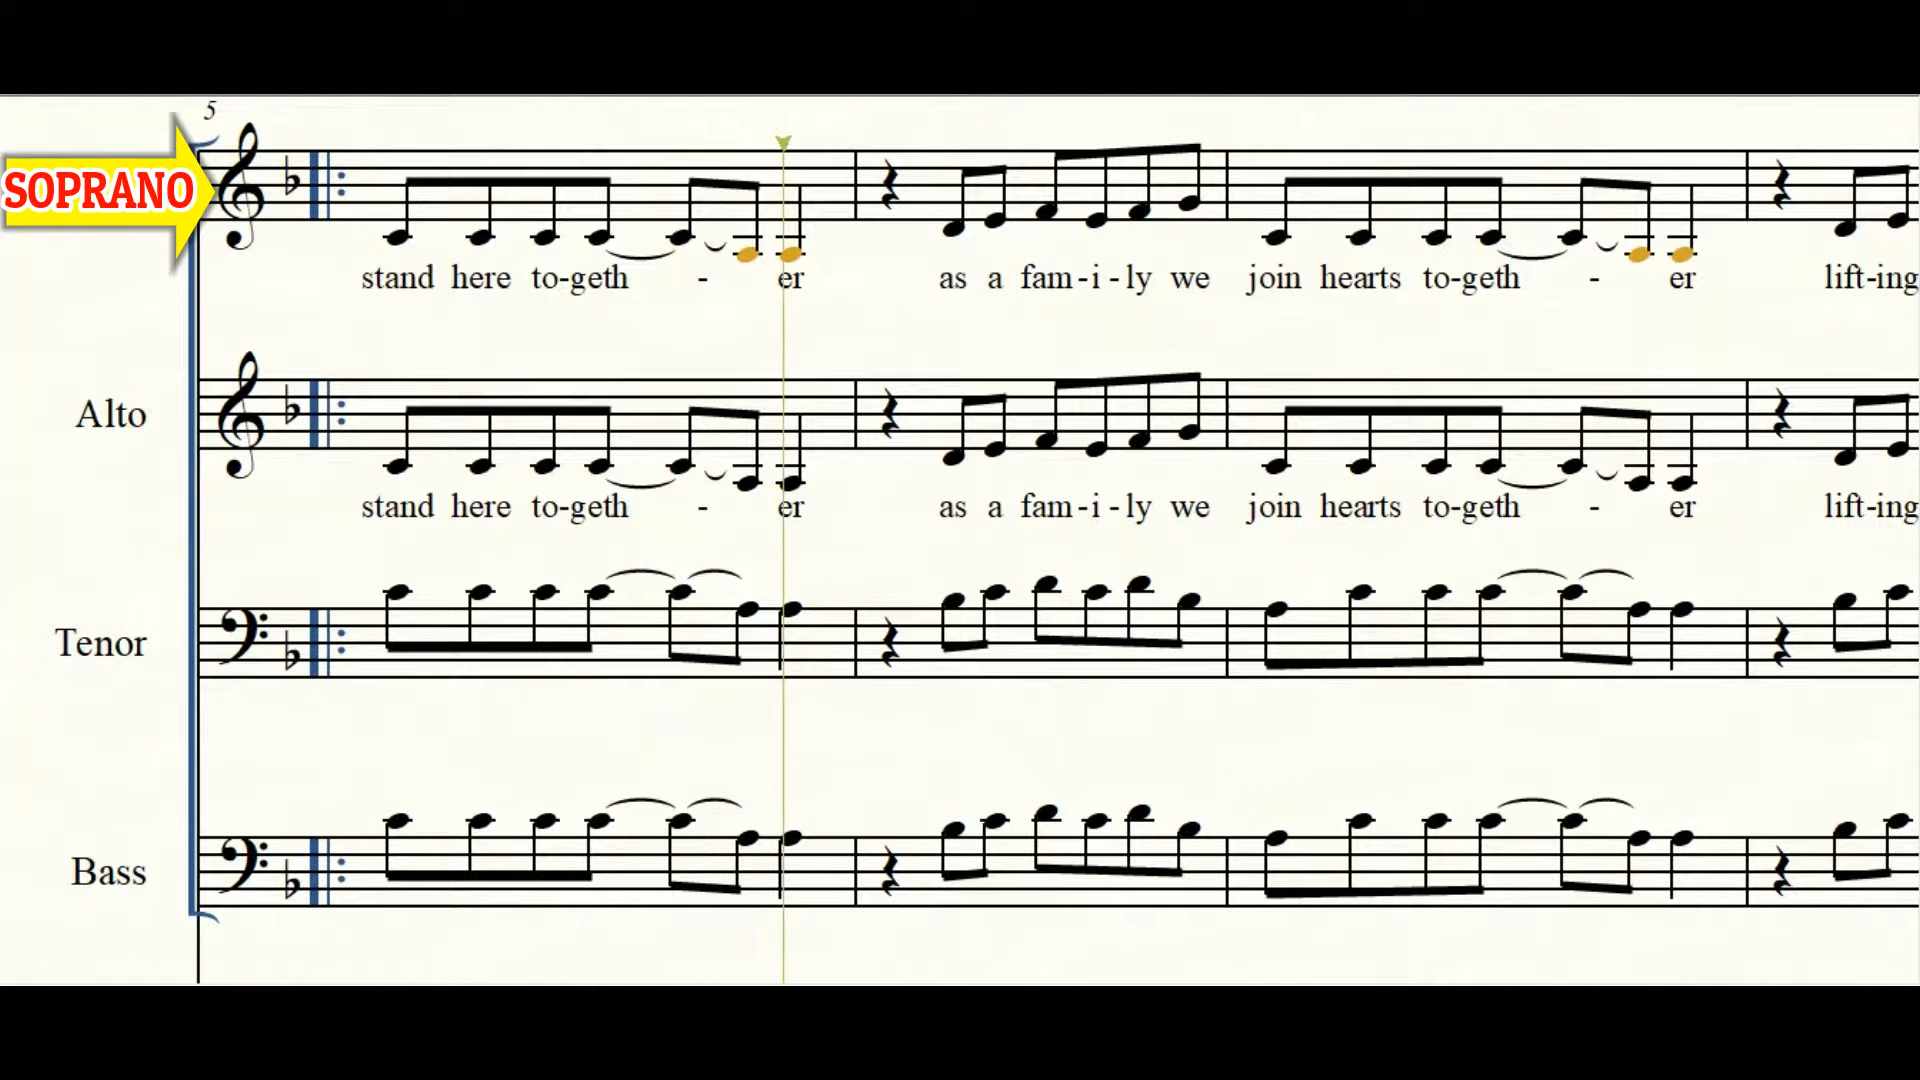 5
SOPRANO
stand here to-geth - er as a fam-i-ly we join hearts to-geth - er lift-ing
Alto
stand here to-geth - er as a fam-i-ly we join hearts to-geth - er lift-ing
Tenor
Bass